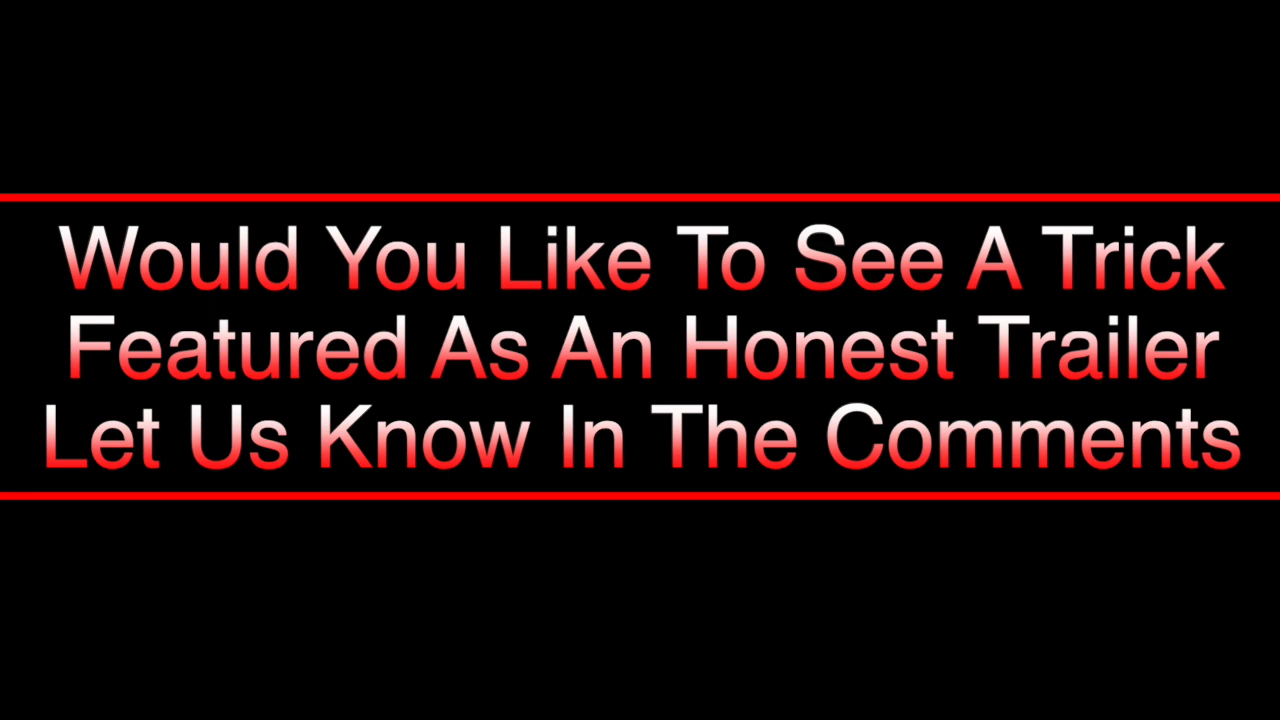 Would You Like To See A Trick
Featured As An Honest Trailer
Let Us Know In The Comments